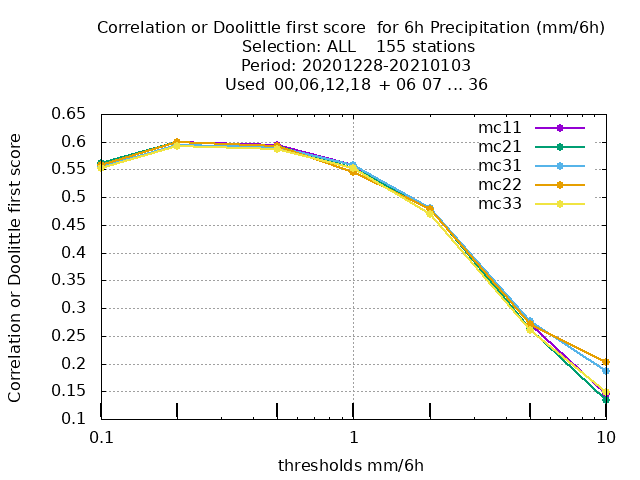 Correlation or Doolittle first score  for 6h Precipitation (mm/6h)
Selection: ALL    155 stations
Period: 20201228-20210103
Used  00,06,12,18  + 06 07 ... 36
Correlation or Doolittle first score
0.65
0.6
0.55
0.5
0.45
0.4
0.35
0.3
0.25
0.2
0.15
0.1
mc11
mc21
mc31
mc22
mc33
0.1 1 10
thresholds mm/6h